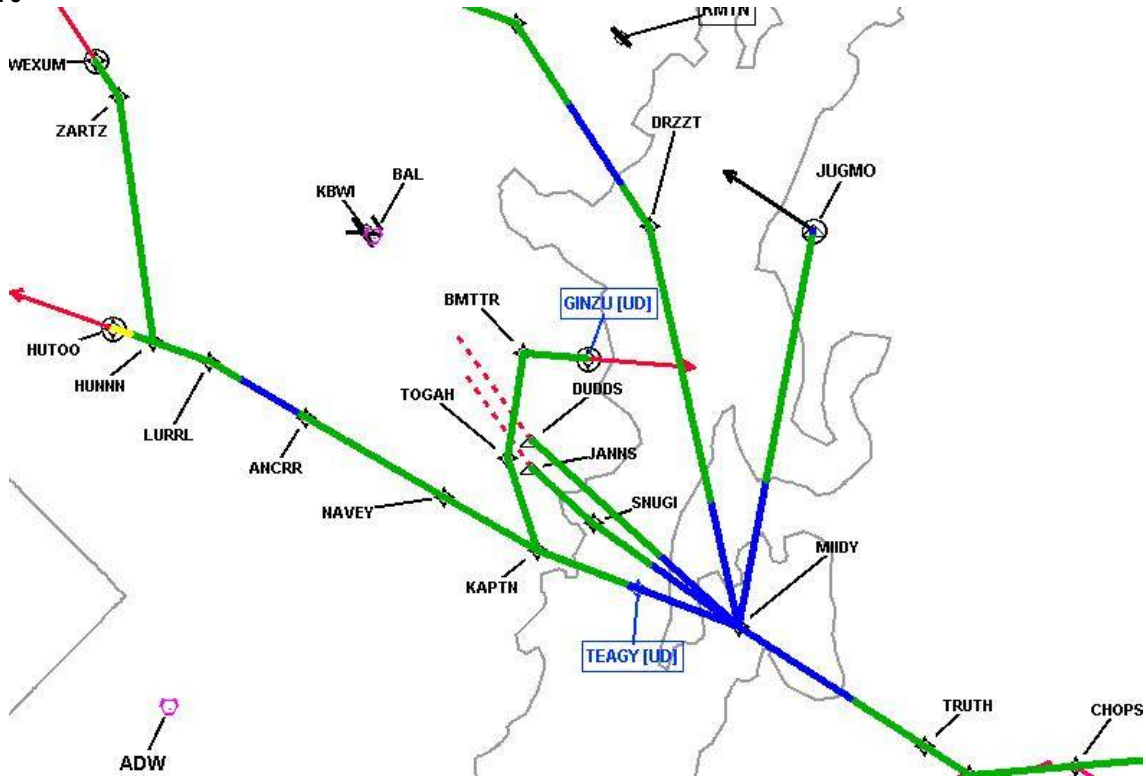 KMTN
WEXUM
ZARTZ
DRZZT
JUGMO
KBWI
BAL
BMTTR
GINZU [UD]
HUTOO
HUNNN
TOGAH
DUDDS
JANNS
LURRL
ANCRR
NAVEY
SNUGI
KAPTN
MIIDY
TEAGY [UD]
TRUTH
CHOPS
ADW